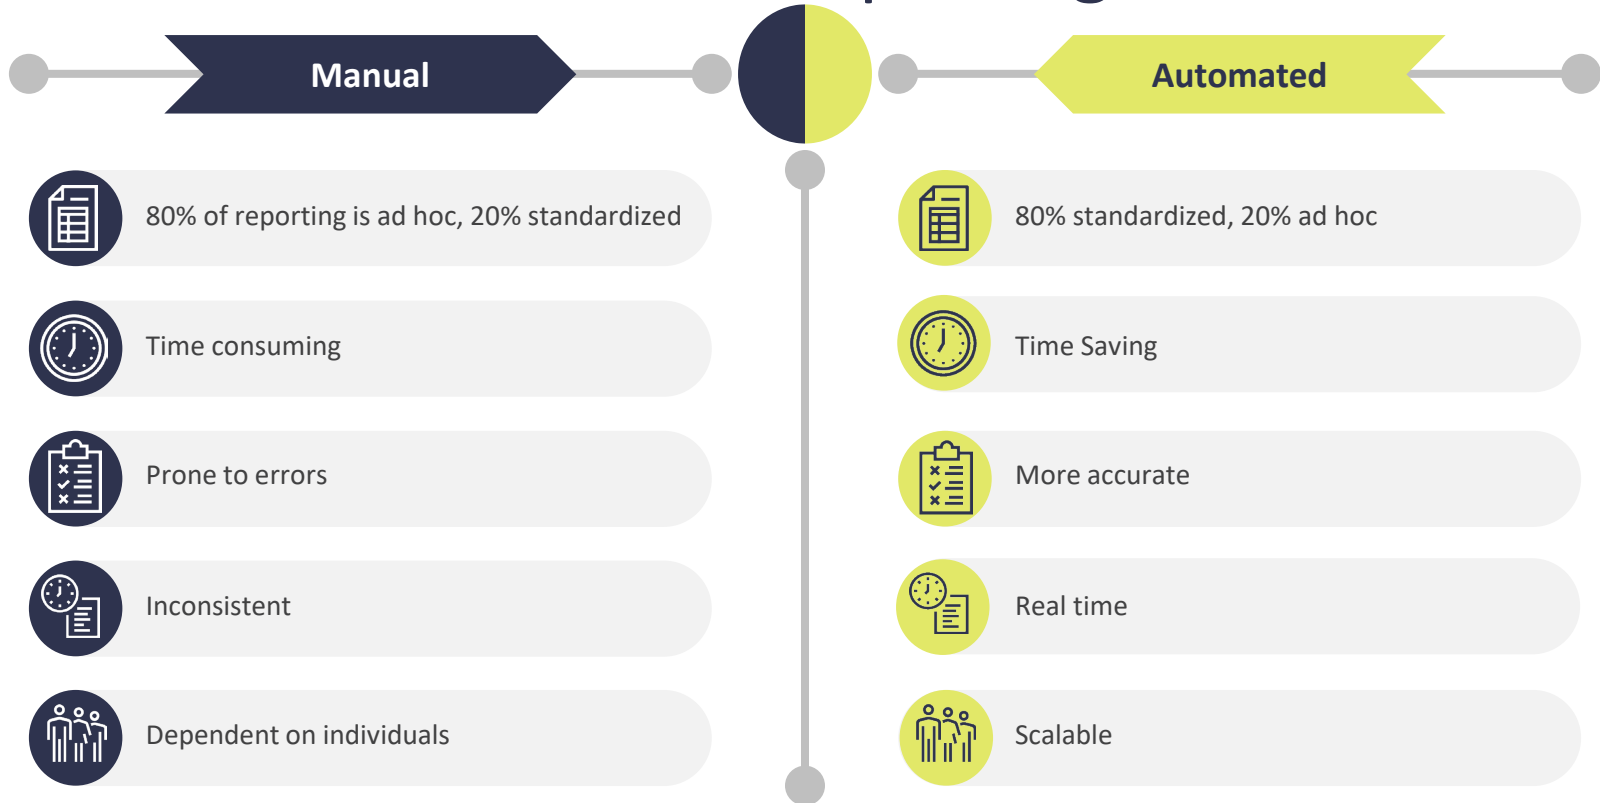 Manual
Automated
80% of reporting is ad hoc, 20% standardized
80% standardized, 20% ad hoc
Time consuming
Time Saving
Prone to errors
More accurate
Inconsistent
Real time
Dependent on individuals
Scalable